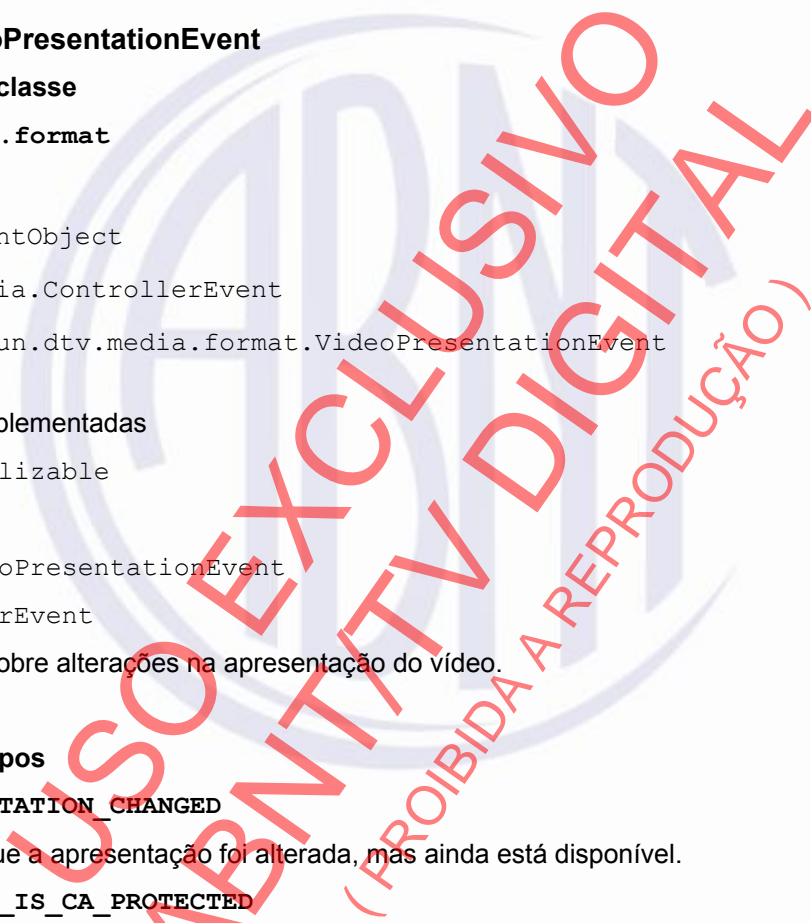 oPresentationEvent
classe
.format
ntObject
ia.ControllerEvent
un.dtv.media.format.VideoPresentationEvent
plementadas
lizable
oPresentationEvent
rEvent
obre alterações na apresentação do vídeo.
pos
TATION_CHANGED
ue a apresentação foi alterada, mas ainda está disponível.
_IS_CA_PROTECTED
USO EXCLUSIVO
ABNT/TV DIGITAL
( PROIBIDA A REPRODUÇÃO )
ABNT